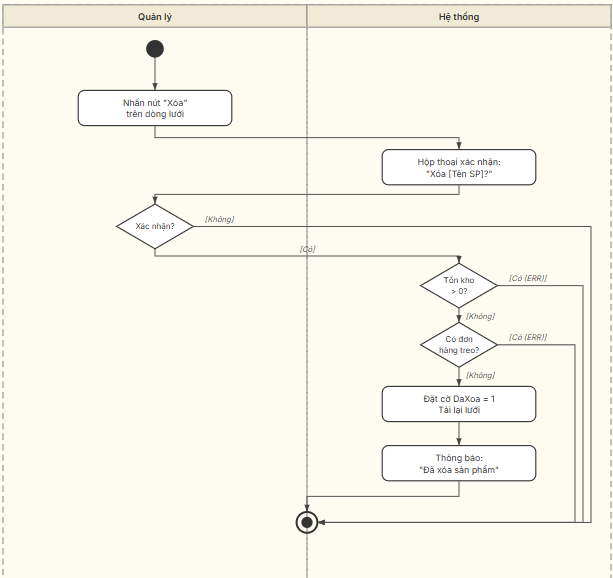 Quản lý
Hệ thống
Nhấn nút "Xóa"
trên dòng lưới
Hộp thoại xác nhận:
"Xóa [Tên SP]?"
Xác nhận?
[Không]
[Có]
Tồn kho
> 0?
[Có (ERR)]
[Không]
Có đơn
hàng treo?
[Có (ERR)]
[Không]
Đặt cờ DaXoa = 1
Tải lại lưới
Thông báo:
"Đã xóa sản phẩm"